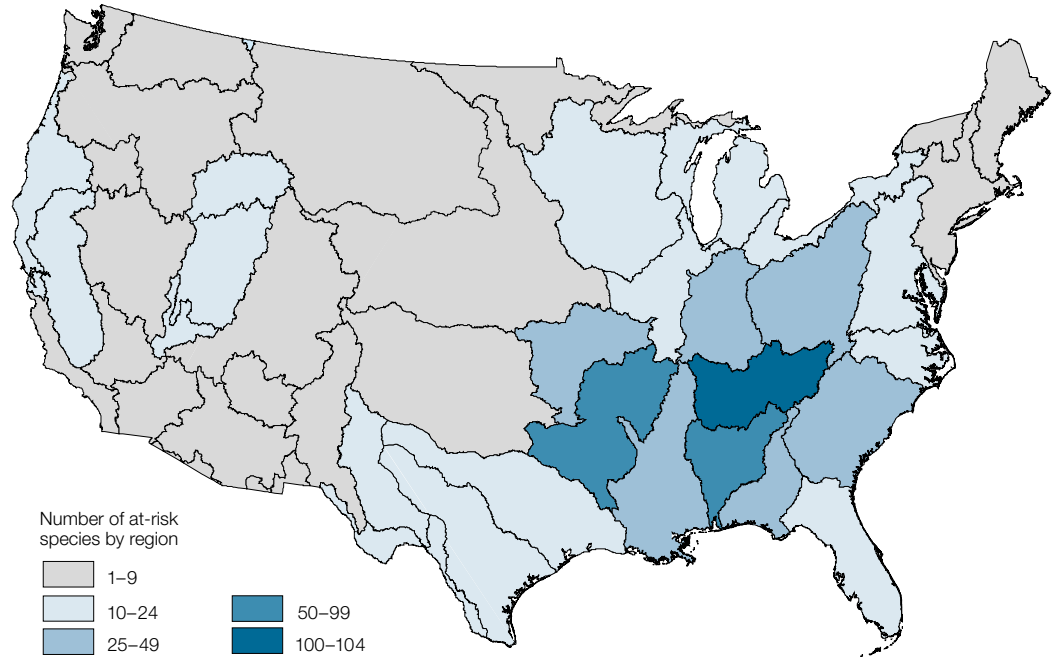 Number of at-risk
species by region
1–9
10–24
25–49
50–99
100–104